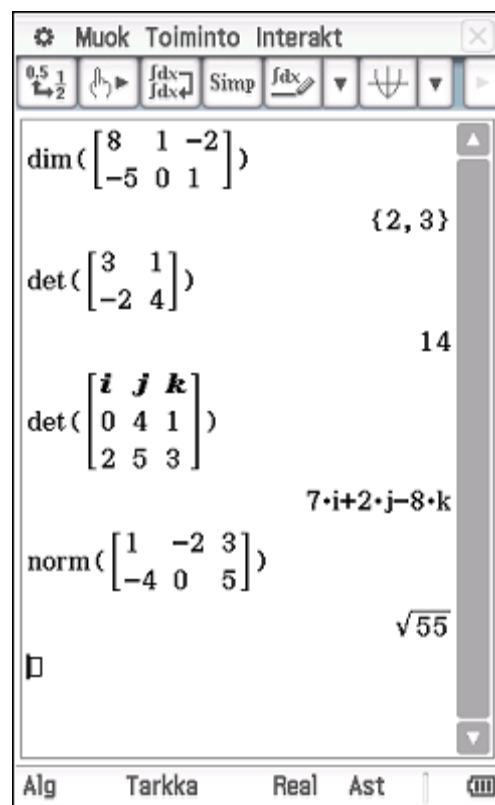 Muok Toiminto Interakt
0,5 1/2 ∫dx ∫dx Simp ∫dx
dim([8 1 -2; -5 0 1])
{2,3}
det([3 1; -2 4])
14
det([i j k; 0 4 1; 2 5 3])
7·i+2·j-8·k
norm([1 -2 3; -4 0 5])
√55
Alg Tarkka Real Ast